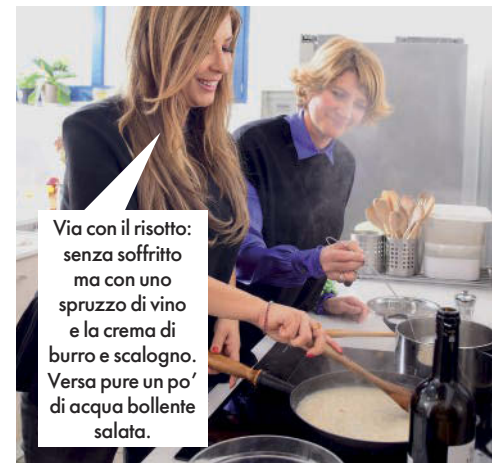 Via con il risotto:
senza soffritto
ma con uno
spruzzo di vino
e la crema di
burro e scalogno.
Versa pure un po’
di acqua bollente
salata.